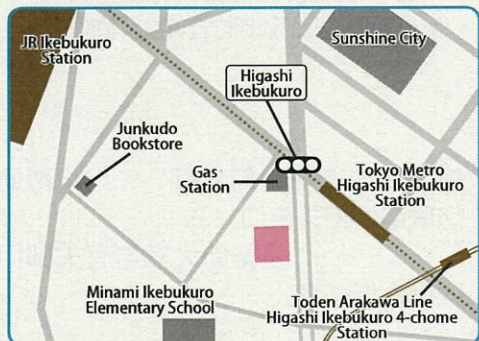 JR Ikebukuro
Station
Sunshine City
Higashi
Ikebukuro
Junkudo
Bookstore
Gas
Station
Tokyo Metro
Higashi Ikebukuro
Station
Minami Ikebukuro
Elementary School
Toden Arakawa Line
Higashi Ikebukuro 4-chome
Station